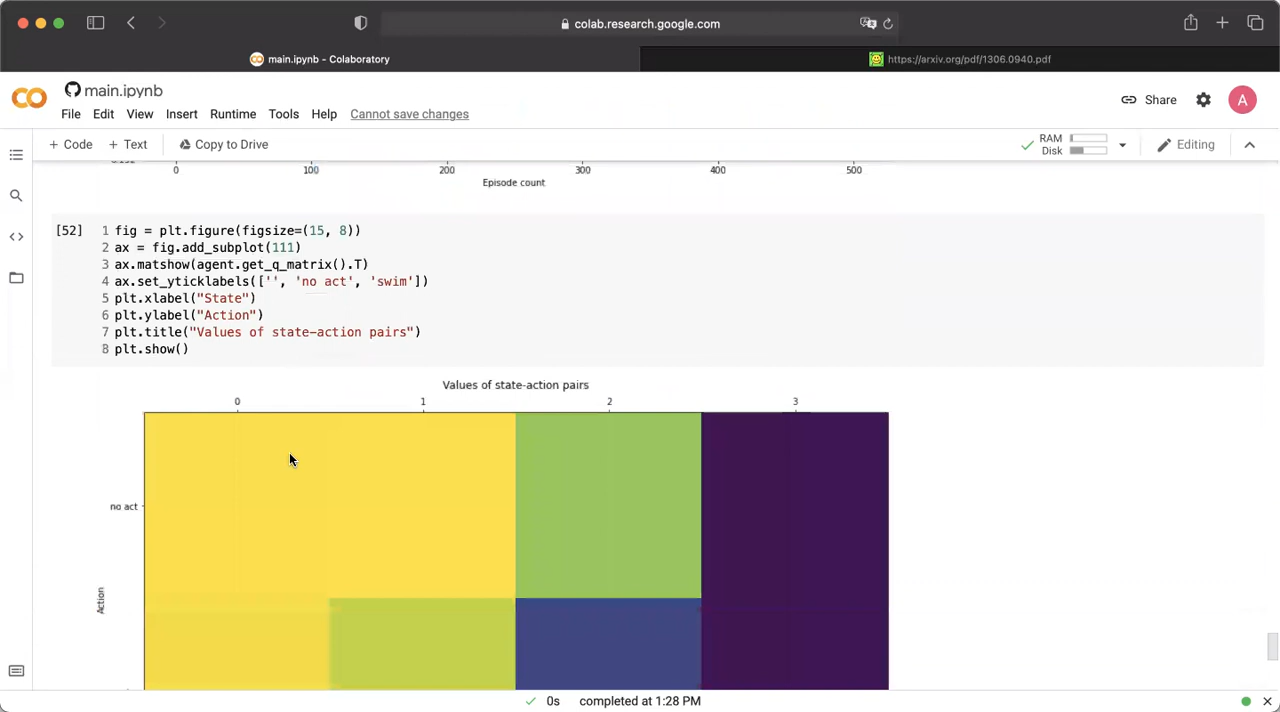 colab.research.google.com
main.ipynb - Colaboratory
https://arxiv.org/pdf/1306.0940.pdf
main.ipynb
Share
A
File Edit View Insert Runtime Tools Help Cannot save changes
+ Code + Text Copy to Drive
RAM
Disk
Editing
0 100 200 300 400 500
Episode count
[52]
1 fig = plt.figure(figsize=(15, 8))
2 ax = fig.add_subplot(111)
3 ax.matshow(agent.get_q_matrix().T)
4 ax.set_yticklabels(['', 'no act', 'swim'])
5 plt.xlabel("State")
6 plt.ylabel("Action")
7 plt.title("Values of state-action pairs")
8 plt.show()
Values of state-action pairs
0 1 2 3
no act
Action
0s completed at 1:28 PM